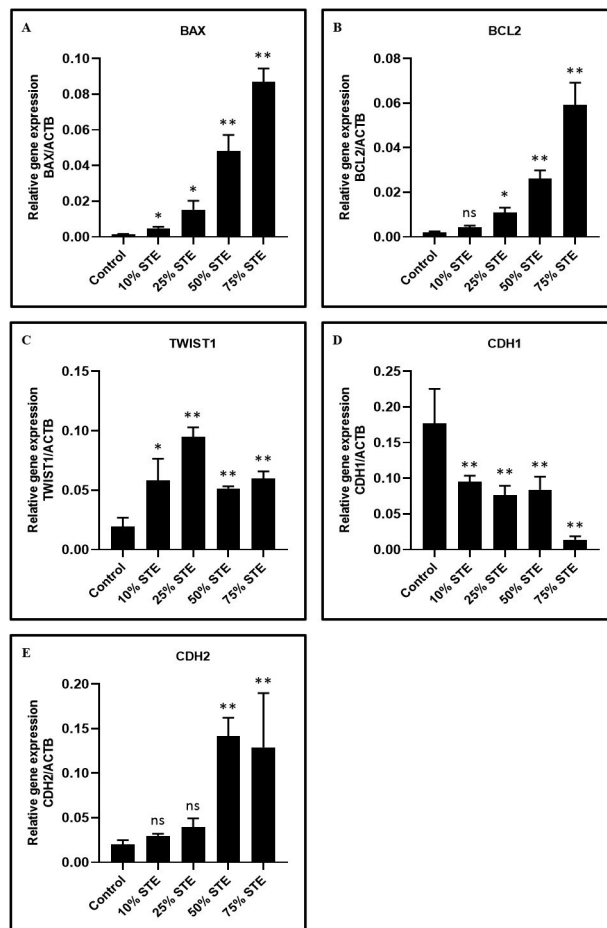 A
BAX
Relative gene expression
BAX/ACTB
0.10
0.08
0.06
0.04
0.02
0.00
*
*
**
**
Control
10% STE
25% STE
50% STE
75% STE
B
BCL2
Relative gene expression
BCL2/ACTB
0.08
0.06
0.04
0.02
0.00
ns
*
**
**
Control
10% STE
25% STE
50% STE
75% STE
C
TWIST1
Relative gene expression
TWIST1/ACTB
0.15
0.10
0.05
0.00
*
**
**
**
Control
10% STE
25% STE
50% STE
75% STE
D
CDH1
Relative gene expression
CDH1/ACTB
0.25
0.20
0.15
0.10
0.05
0.00
**
**
**
**
Control
10% STE
25% STE
50% STE
75% STE
E
CDH2
Relative gene expression
CDH2/ACTB
0.20
0.15
0.10
0.05
0.00
ns
ns
**
**
Control
10% STE
25% STE
50% STE
75% STE